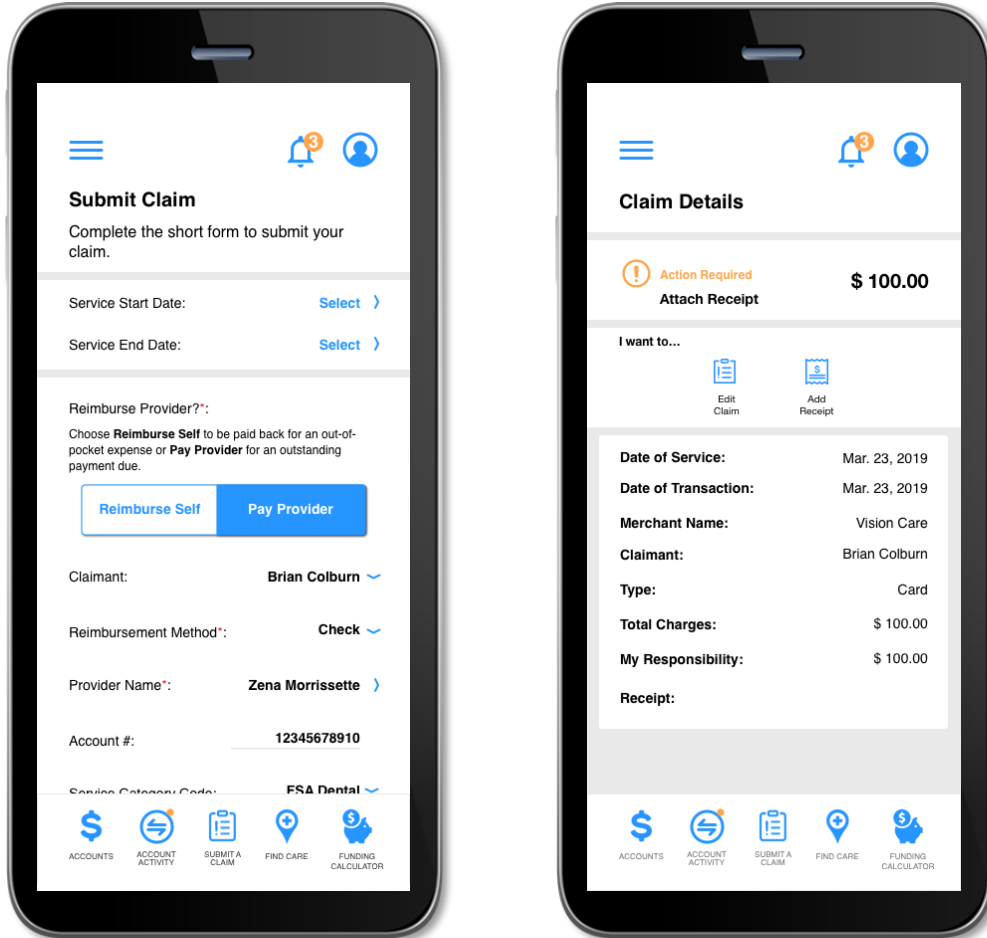 3
Submit Claim
Complete the short form to submit your
claim.
Service Start Date: Select
Service End Date: Select
Reimburse Provider?*:
Choose Reimburse Self to be paid back for an out-of-
pocket expense or Pay Provider for an outstanding
payment due.
Reimburse Self Pay Provider
Claimant: Brian Colburn
Reimbursement Method*: Check
Provider Name*: Zena Morrissette
Account #: 12345678910
Service Category Code: FSA Dental
$ $
ACCOUNTS ACCOUNT SUBMIT A FIND CARE FUNDING
ACTIVITY CLAIM CALCULATOR
3
Claim Details
Action Required
Attach Receipt
$ 100.00
I want to...
$
Edit Add
Claim Receipt
Date of Service: Mar. 23, 2019
Date of Transaction: Mar. 23, 2019
Merchant Name: Vision Care
Claimant: Brian Colburn
Type: Card
Total Charges: $ 100.00
My Responsibility: $ 100.00
Receipt:
$ $
ACCOUNTS ACCOUNT SUBMIT A FIND CARE FUNDING
ACTIVITY CLAIM CALCULATOR